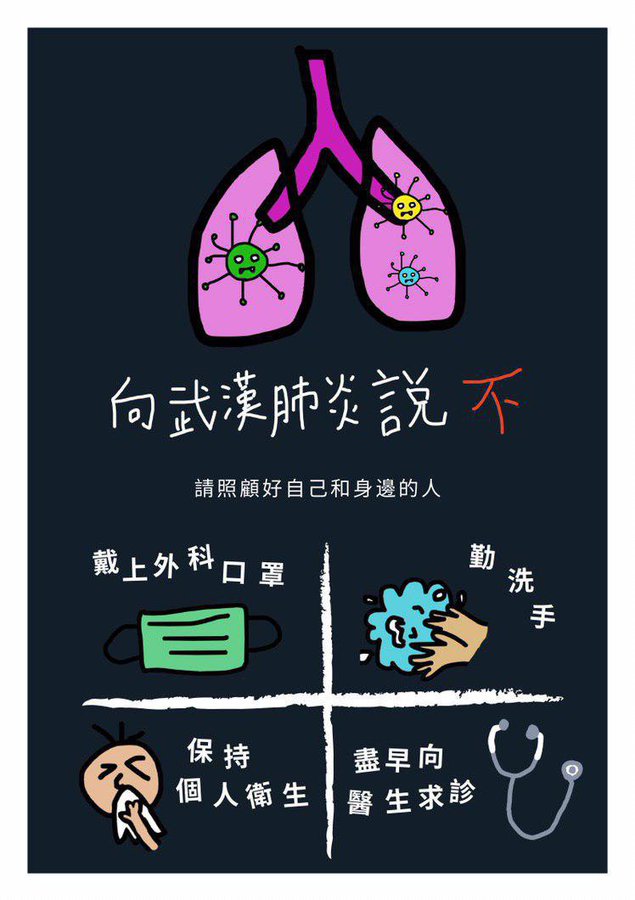 向武漢肺炎説不
請照顧好自己和身邊的人
戴上外科口罩
勤洗手
保持
個人衛生
盡早向
醫生求診